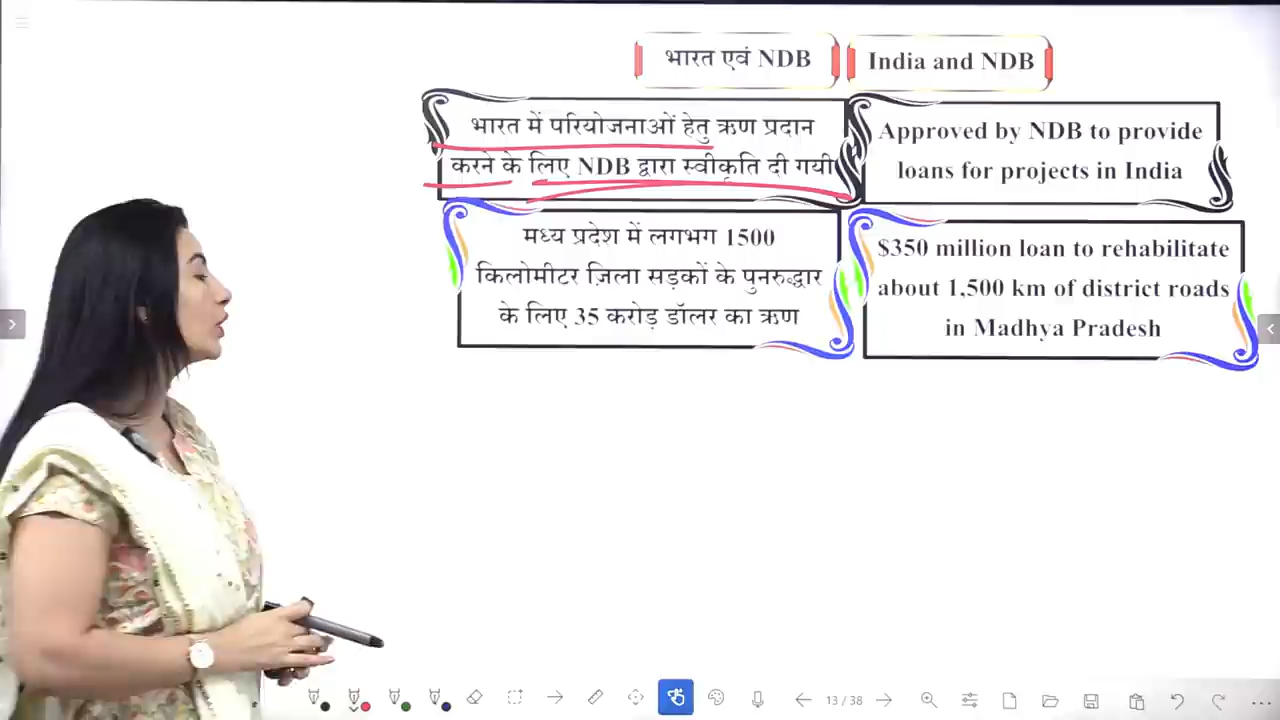 भारत एवं NDB
India and NDB
भारत में परियोजनाओं हेतु ऋण प्रदान
करने के लिए NDB द्वारा स्वीकृति दी गयी
Approved by NDB to provide
loans for projects in India
मध्य प्रदेश में लगभग 1500
किलोमीटर ज़िला सड़कों के पुनरुद्धार
के लिए 35 करोड़ डॉलर का ऋण
$350 million loan to rehabilitate
about 1,500 km of district roads
in Madhya Pradesh
13 / 38